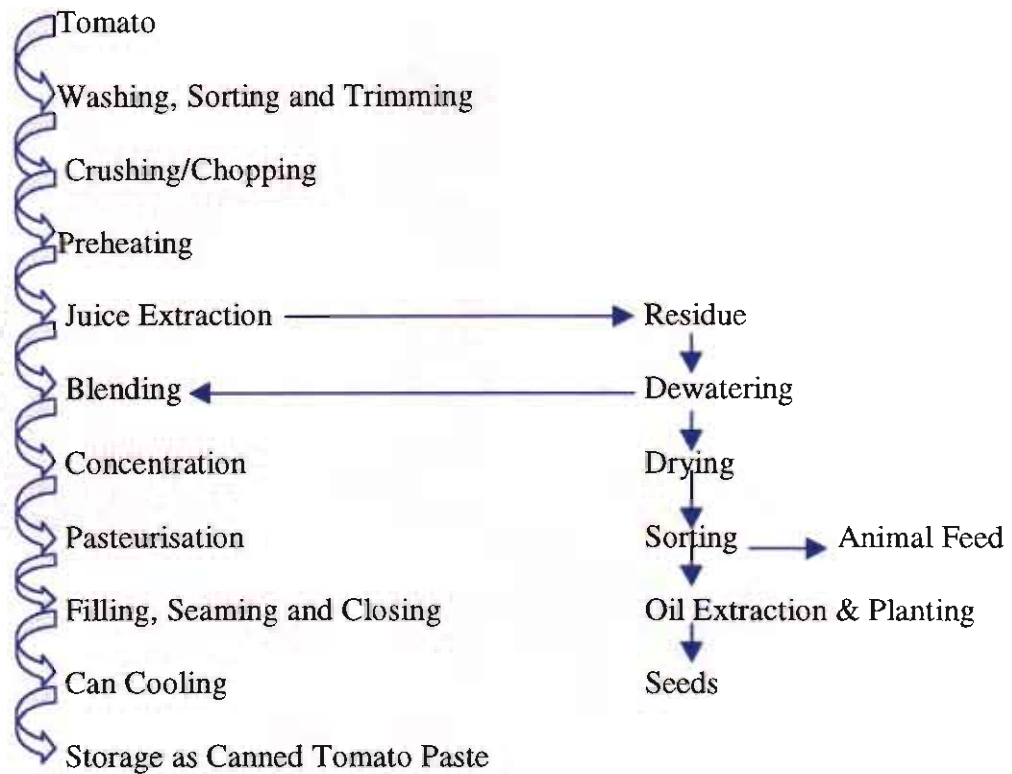 Tomato
Washing, Sorting and Trimming
Crushing/Chopping
Preheating
Juice Extraction Residue
Blending Dewatering
Concentration Drying
Pasteurisation Sorting Animal Feed
Filling, Seaming and Closing Oil Extraction & Planting
Can Cooling Seeds
Storage as Canned Tomato Paste